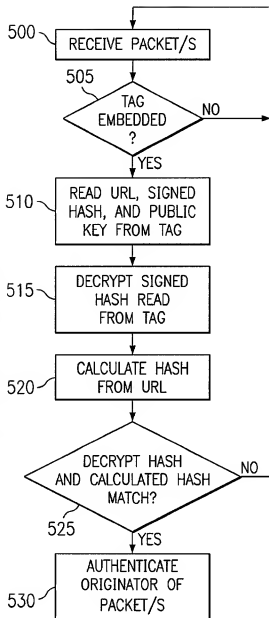 500
RECEIVE PACKET/S
505
TAG
EMBEDDED
?
NO
YES
510
READ URL, SIGNED
HASH, AND PUBLIC
KEY FROM TAG
515
DECRYPT SIGNED
HASH READ
FROM TAG
520
CALCULATE HASH
FROM URL
DECRYPT HASH
AND CALCULATED HASH
MATCH?
NO
525
YES
530
AUTHENTICATE
ORIGINATOR OF
PACKET/S